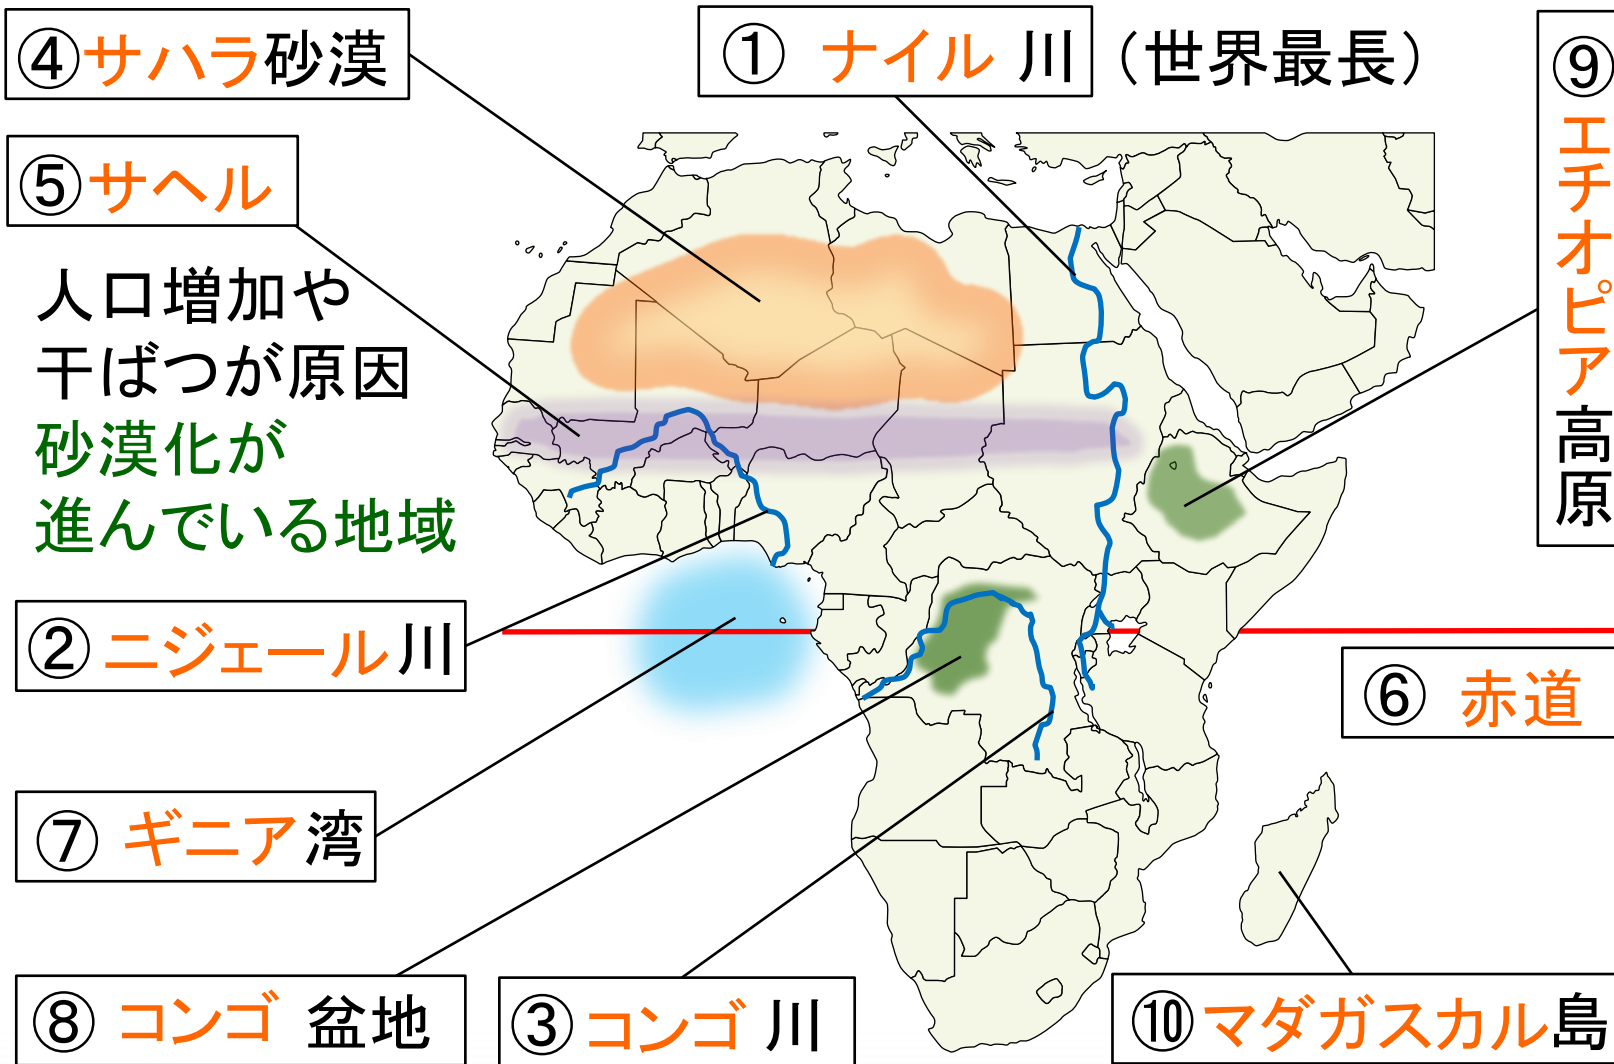 ④サハラ砂漠
① ナイル 川（世界最長）
⑨エチオピア高原
⑤サヘル
人口増加や
干ばつが原因
砂漠化が
進んでいる地域
② ニジェール川
⑥ 赤道
⑦ ギニア湾
⑧ コンゴ 盆地
③コンゴ 川
⑩マダガスカル島